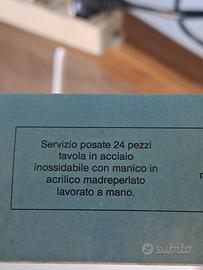 Servizio posate 24 pezzi
tavola in acciaio
inossidabile con manico in
acrilico madreperlato
lavorato a mano.
subito